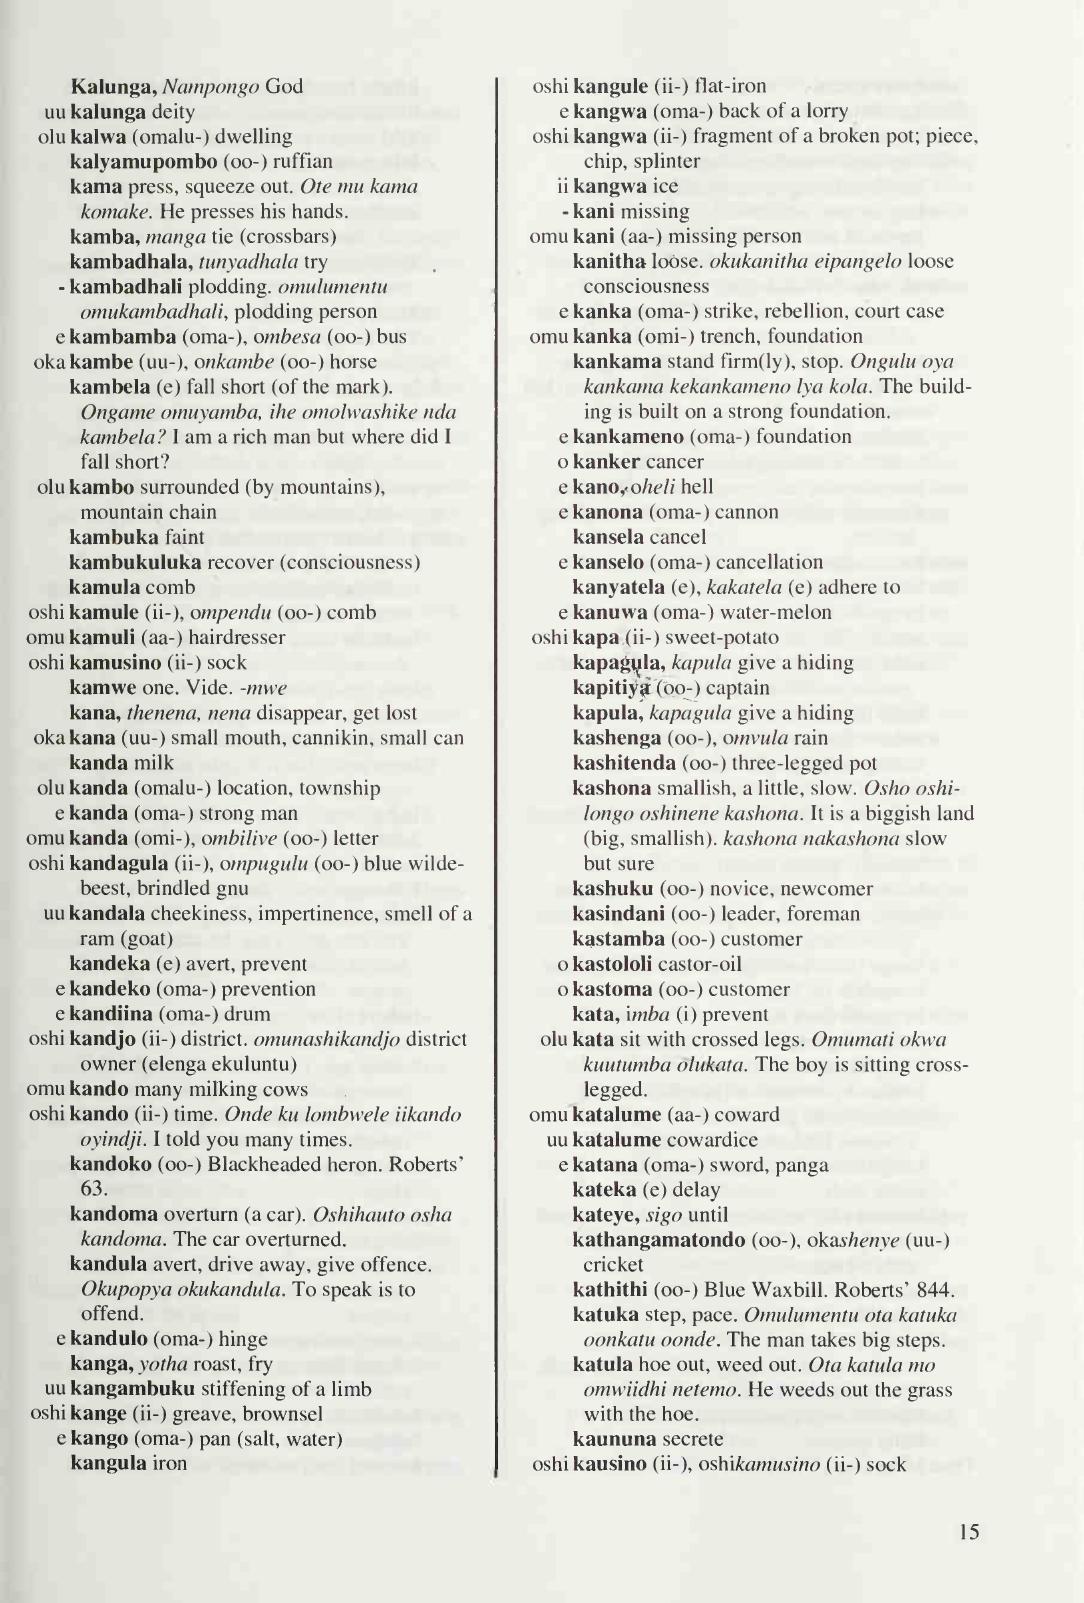 Kalunga, Nampongo God
uu kalunga deity
olu kalwa (omalu-) dwelling
kalyamupombo (oo-) ruffian
kama press, squeeze out. Ote mu kama
komake. He presses his hands.
kamba, manga tie (crossbars)
kambadhala, tunyadhala try
- kambadhali plodding. omulumentu
omukambadhali, plodding person
e kambamba (oma-), ombesa (oo-) bus
oka kambe (uu-), onkambe (oo-) horse
kambela (e) fall short (of the mark).
Ongame omuyamba, ihe omolwashike nda
kambela? I am a rich man but where did I
fall short?
olu kambo surrounded (by mountains),
mountain chain
kambuka faint
kambukuluka recover (consciousness)
kamula comb
oshi kamule (ii-), ompendu (oo-) comb
omu kamuli (aa-) hairdresser
oshi kamusino (ii-) sock
kamwe one. Vide. -mwe
kana, thenena, nena disappear, get lost
oka kana (uu-) small mouth, cannikin, small can
kanda milk
olu kanda (omalu-) location, township
e kanda (oma-) strong man
omu kanda (omi-), ombilive (oo-) letter
oshi kandagula (ii-), ompugulu (oo-) blue wilde-
beest, brindled gnu
uu kandala cheekiness, impertinence, smell of a
ram (goat)
kandeka (e) avert, prevent
e kandeko (oma-) prevention
e kandiina (oma-) drum
oshi kandjo (ii-) district. omunashikandjo district
owner (elenga ekuluntu)
omu kando many milking cows
oshi kando (ii-) time. Onde ku lombwele iikando
oyindji. I told you many times.
kandoko (oo-) Blackheaded heron. Roberts'
63.
kandoma overturn (a car). Oshihauto osha
kandoma. The car overturned.
kandula avert, drive away, give offence.
Okupopya okukandula. To speak is to
offend.
e kandulo (oma-) hinge
kanga, yotha roast, fry
uu kangambuku stiffening of a limb
oshi kange (ii-) greave, brownsel
e kango (oma-) pan (salt, water)
kangula iron
oshi kangule (ii-) flat-iron
e kangwa (oma-) back of a lorry
oshi kangwa (ii-) fragment of a broken pot; piece,
chip, splinter
ii kangwa ice
- kani missing
omu kani (aa-) missing person
kanitha loose. okukanitha eipangelo loose
consciousness
e kanka (oma-) strike, rebellion, court case
omu kanka (omi-) trench, foundation
kankama stand firm(ly), stop. Ongulu oya
kankama kekankameno lya kola. The build-
ing is built on a strong foundation.
e kankameno (oma-) foundation
o kanker cancer
e kano, oheli hell
e kanona (oma-) cannon
kansela cancel
e kanselo (oma-) cancellation
kanyatela (e), kakatela (e) adhere to
e kanuwa (oma-) water-melon
oshi kapa (ii-) sweet-potato
kapagula, kapula give a hiding
kapitiya (oo-) captain
kapula, kapagula give a hiding
kashenga (oo-), omvula rain
kashitenda (oo-) three-legged pot
kashona smallish, a little, slow. Osho oshi-
longo oshinene kashona. It is a biggish land
(big, smallish). kashona nakashona slow
but sure
kashuku (oo-) novice, newcomer
kasindani (oo-) leader, foreman
kastamba (oo-) customer
o kastololi castor-oil
o kastoma (oo-) customer
kata, imba (i) prevent
olu kata sit with crossed legs. Omumati okwa
kuutumba olukata. The boy is sitting cross-
legged.
omu katalume (aa-) coward
uu katalume cowardice
e katana (oma-) sword, panga
kateka (e) delay
kateye, sigo until
kathangamatondo (oo-), okashenye (uu-)
cricket
kathithi (oo-) Blue Waxbill. Roberts' 844.
katuka step, pace. Omulumentu ota katuka
oonkatu oonde. The man takes big steps.
katula hoe out, weed out. Ota katula mo
omwiidhi netemo. He weeds out the grass
with the hoe.
kaununa secrete
oshi kausino (ii-), oshikamusino (ii-) sock
15